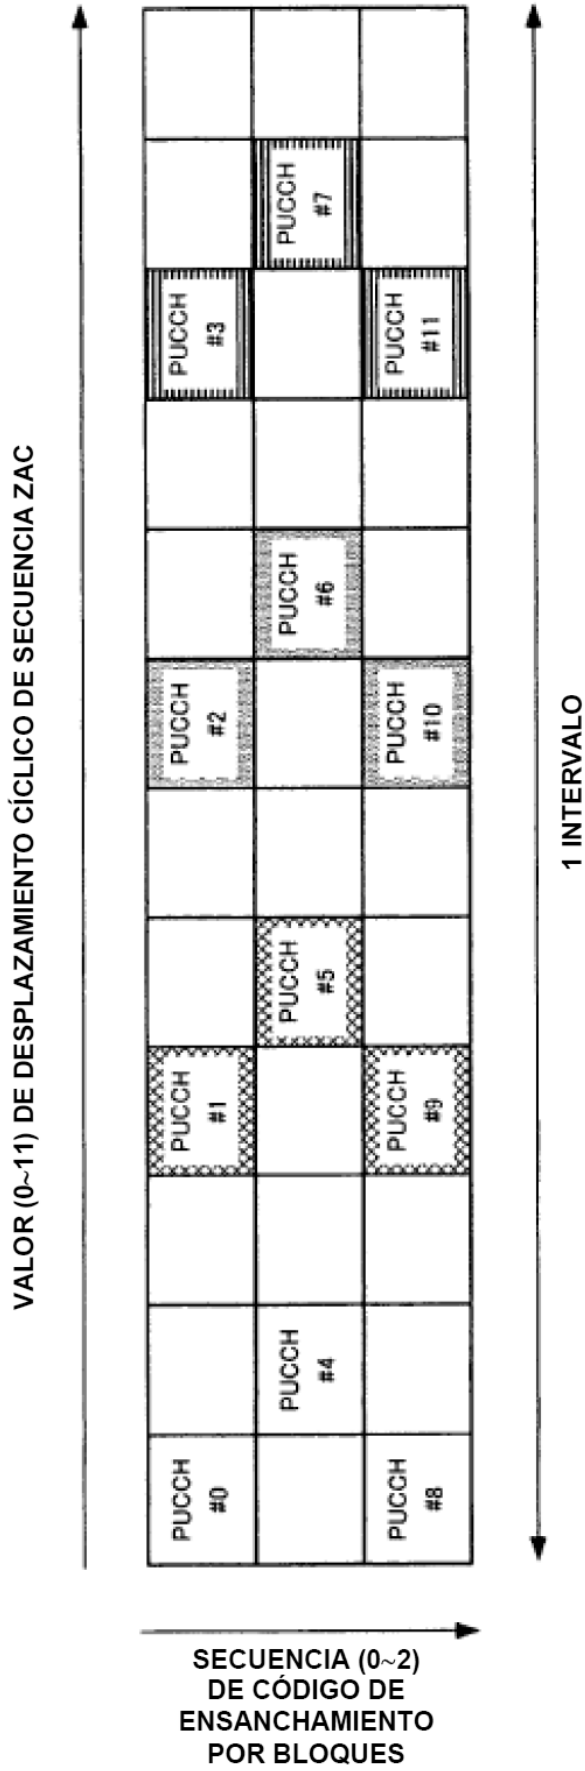 VALOR (0~11) DE DESPLAZAMIENTO CÍCLICO DE SECUENCIA ZAC
PUCCH
#7
PUCCH
#3
PUCCH
#11
PUCCH
#6
PUCCH
#2
PUCCH
#10
PUCCH
#5
PUCCH
#1
PUCCH
#9
PUCCH
#4
PUCCH
#0
PUCCH
#8
1 INTERVALO
SECUENCIA (0~2)
DE CÓDIGO DE
ENSANCHAMIENTO
POR BLOQUES